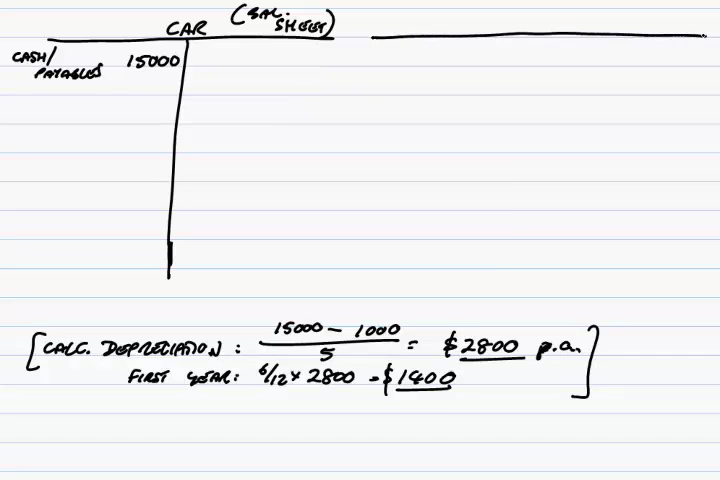 CAR (BAL. SHEET)
CASH/ PAYABLES 15000
[CALC. DEPRECIATION : 15000 - 1000 / 5 = $2800 p.a.
FIRST YEAR: 6/12 x 2800 = $1400]